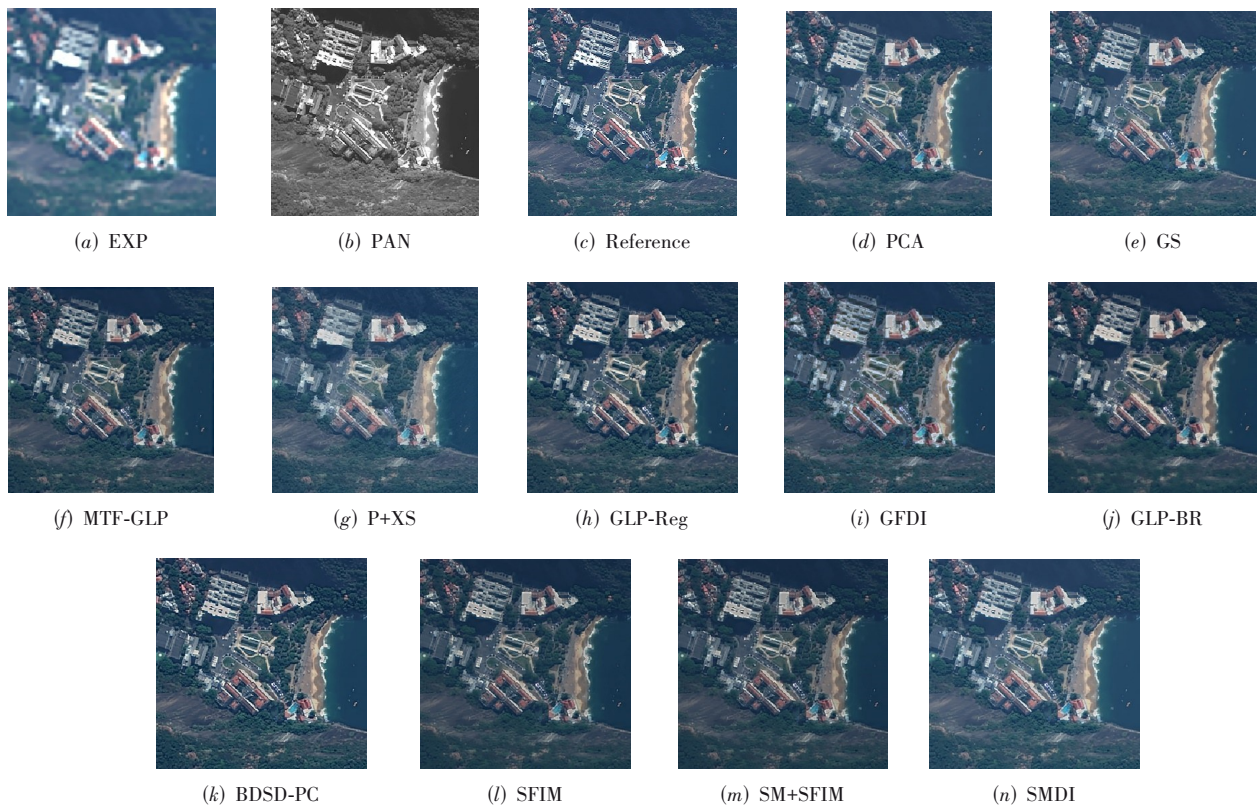 (a) EXP
(b) PAN
(c) Reference
(d) PCA
(e) GS
(f) MTF-GLP
(g) P+XS
(h) GLP-Reg
(i) GFDI
(j) GLP-BR
(k) BDSD-PC
(l) SFIM
(m) SM+SFIM
(n) SMDI